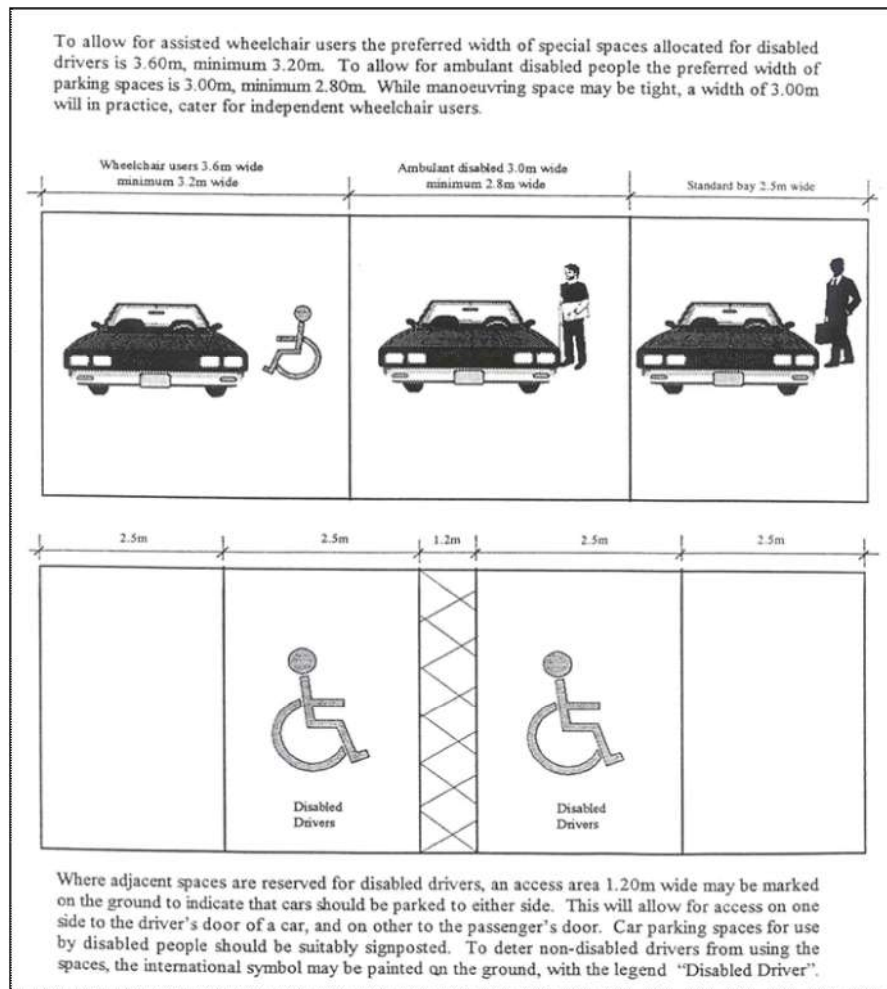 To allow for assisted wheelchair users the preferred width of special spaces allocated for disabled
drivers is 3.60m, minimum 3.20m. To allow for ambulant disabled people the preferred width of
parking spaces is 3.00m, minimum 2.80m. While manoeuvring space may be tight, a width of 3.00m
will in practice, cater for independent wheelchair users.
Wheelchair users 3.6m wide
minimum 3.2m wide
Ambulant disabled 3.0m wide
minimum 2.8m wide
Standard bay 2.5m wide
2.5m
2.5m
1.2m
2.5m
2.5m
Disabled
Drivers
Disabled
Drivers
Where adjacent spaces are reserved for disabled drivers, an access area 1.20m wide may be marked
on the ground to indicate that cars should be parked to either side. This will allow for access on one
side to the driver's door of a car, and on other to the passenger's door. Car parking spaces for use
by disabled people should be suitably signposted. To deter non-disabled drivers from using the
spaces, the international symbol may be painted on the ground, with the legend "Disabled Driver".